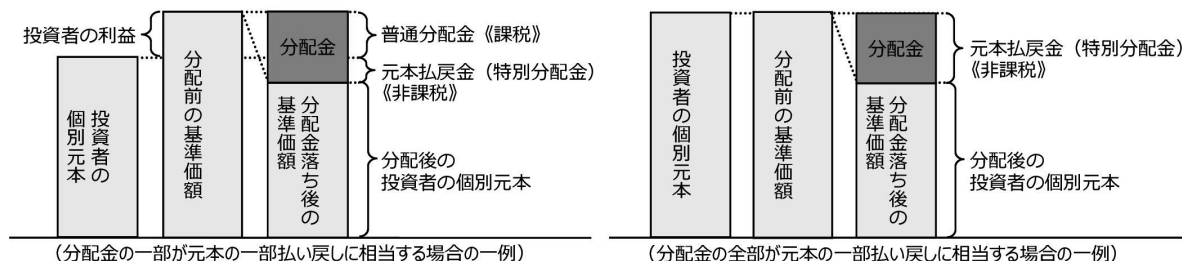 投資者の利益
投資者の
個別元本
分配前の基準価額
分配金
分配金落ち後の
基準価額
普通分配金《課税》
元本払戻金（特別分配金）
《非課税》
分配後の
投資者の個別元本
（分配金の一部が元本の一部払い戻しに相当する場合の一例）
投資者の個別元本
分配前の基準価額
分配金
分配金落ち後の
基準価額
元本払戻金（特別分配金）
《非課税》
分配後の
投資者の個別元本
（分配金の全部が元本の一部払い戻しに相当する場合の一例）